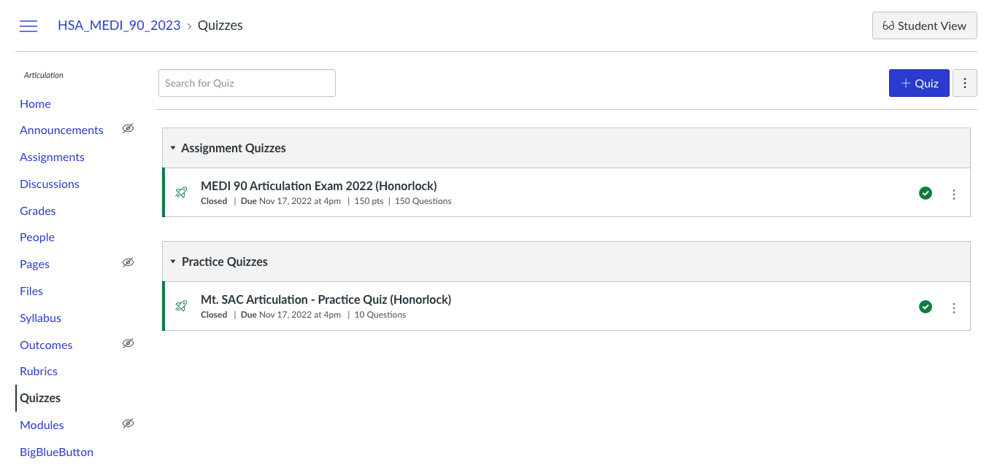 HSA_MEDI_90_2023 › Quizzes
Student View
Articulation
Home
Announcements
Assignments
Discussions
Grades
People
Pages
Files
Syllabus
Outcomes
Rubrics
Quizzes
Modules
BigBlueButton
Search for Quiz
+ Quiz
Assignment Quizzes
MEDI 90 Articulation Exam 2022 (Honorlock)
Closed | Due Nov 17, 2022 at 4pm | 150 pts | 150 Questions
Practice Quizzes
Mt. SAC Articulation - Practice Quiz (Honorlock)
Closed | Due Nov 17, 2022 at 4pm | 10 Questions